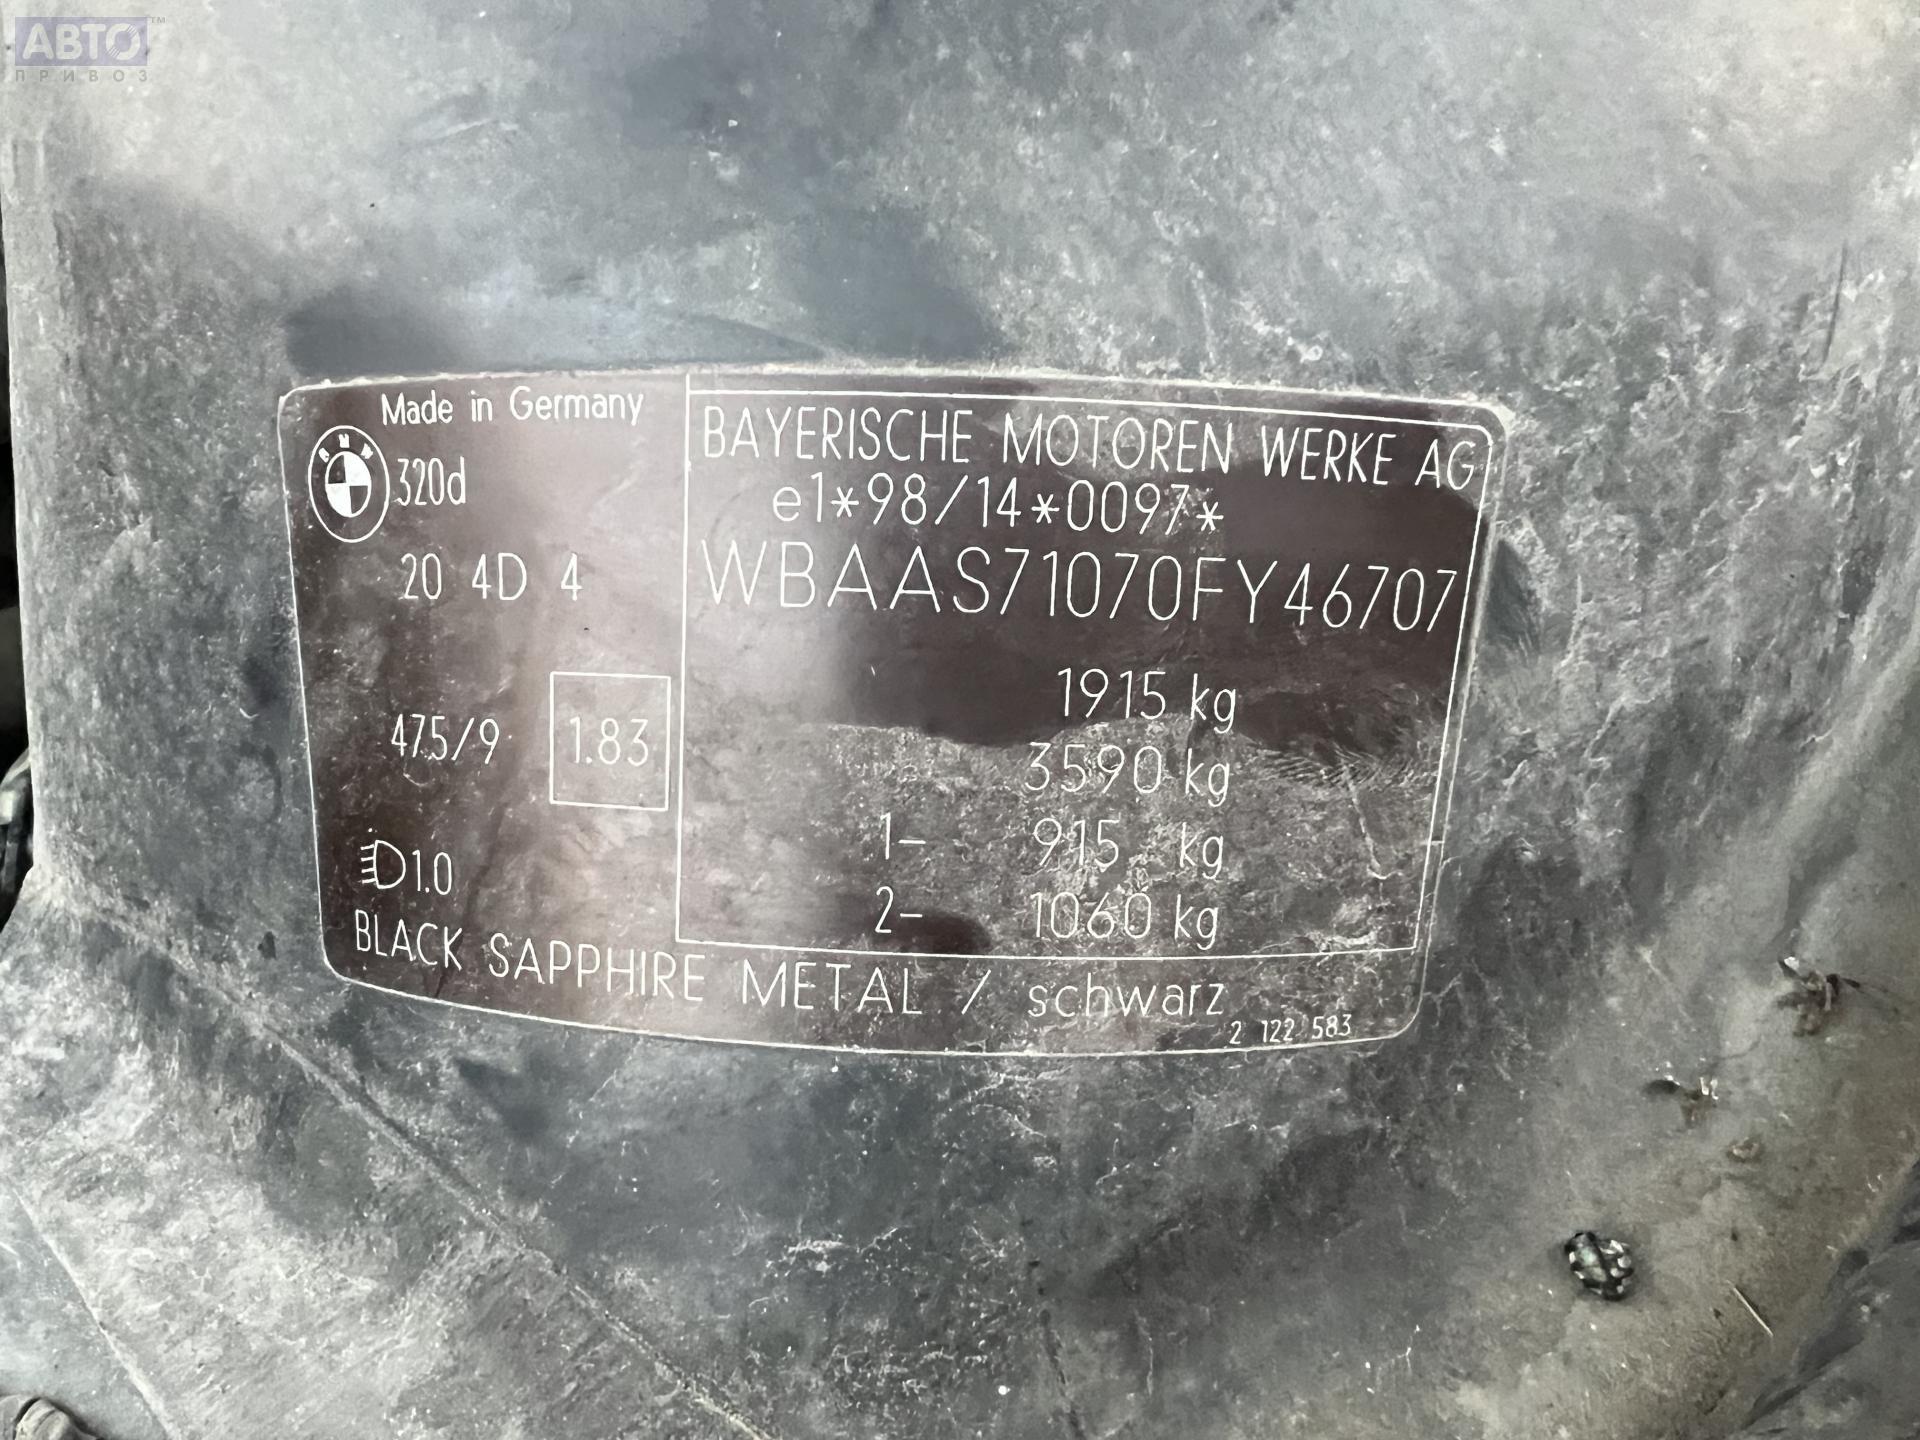 АВТО™
ПРИВОЗ
Made in Germany
BMW
320d
20 4D 4
475/9
1.83
1.0
BAYERISCHE MOTOREN WERKE AG
e1*98/14*0097*
WBAAS71070FY46707
1915 kg
3590 kg
1- 915 kg
2- 1060 kg
BLACK SAPPHIRE METAL / schwarz
2 122 583